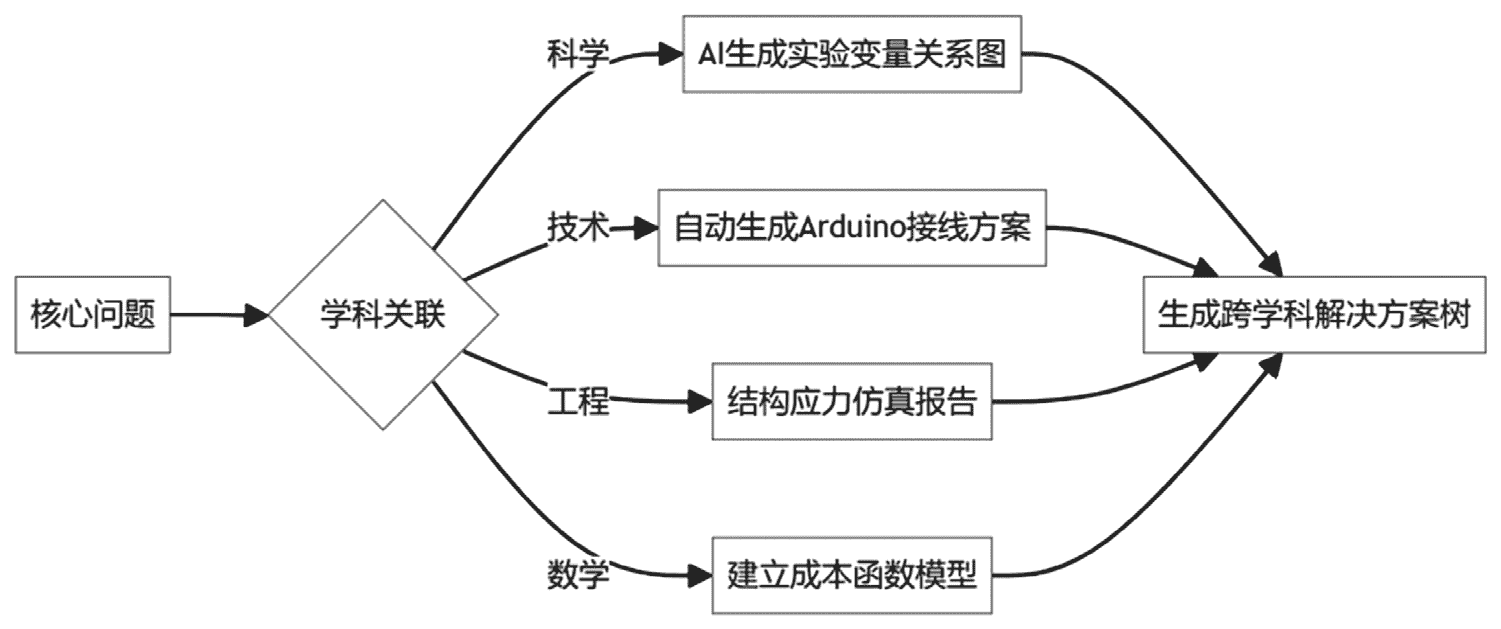 核心问题
学科关联
科学
AI生成实验变量关系图
技术
自动生成Arduino接线方案
工程
结构应力仿真报告
数学
建立成本函数模型
生成跨学科解决方案树